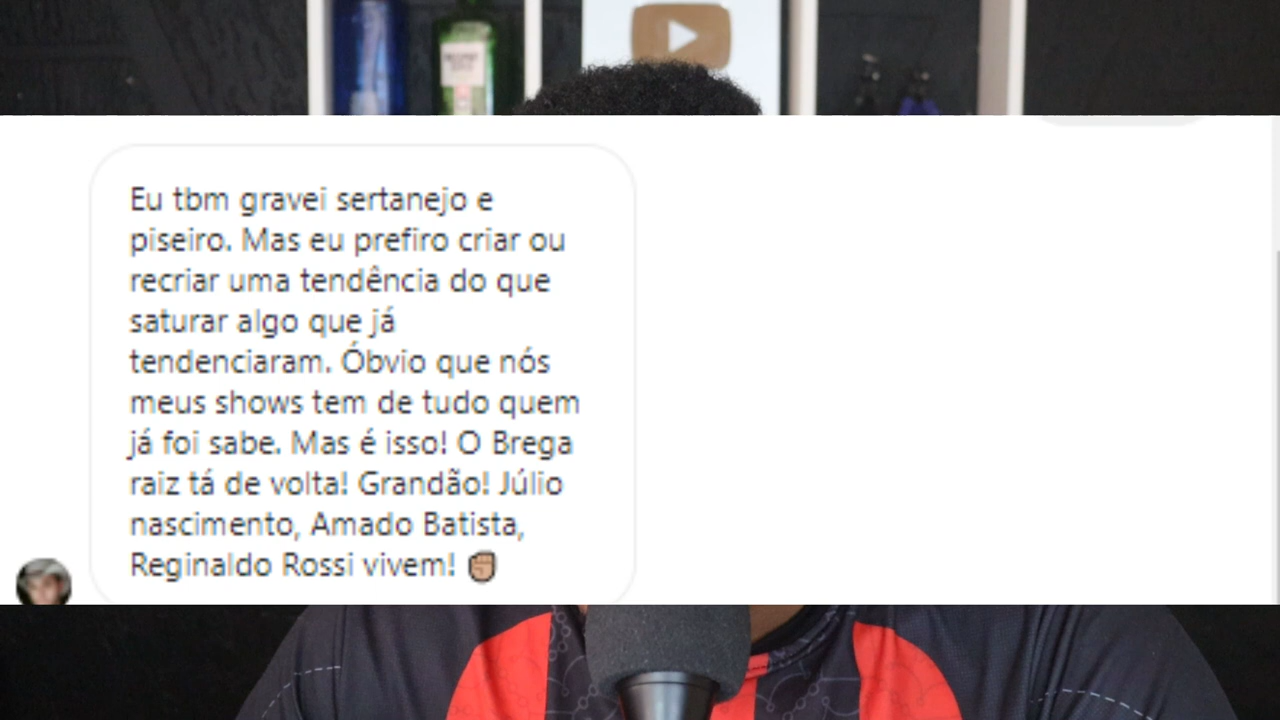 Eu tbm gravei sertanejo e
piseiro. Mas eu prefiro criar ou
recriar uma tendência do que
saturar algo que já
tendenciaram. Óbvio que nós
meus shows tem de tudo quem
já foi sabe. Mas é isso! O Brega
raiz tá de volta! Grandão! Júlio
nascimento, Amado Batista,
Reginaldo Rossi vivem! ✊🏽